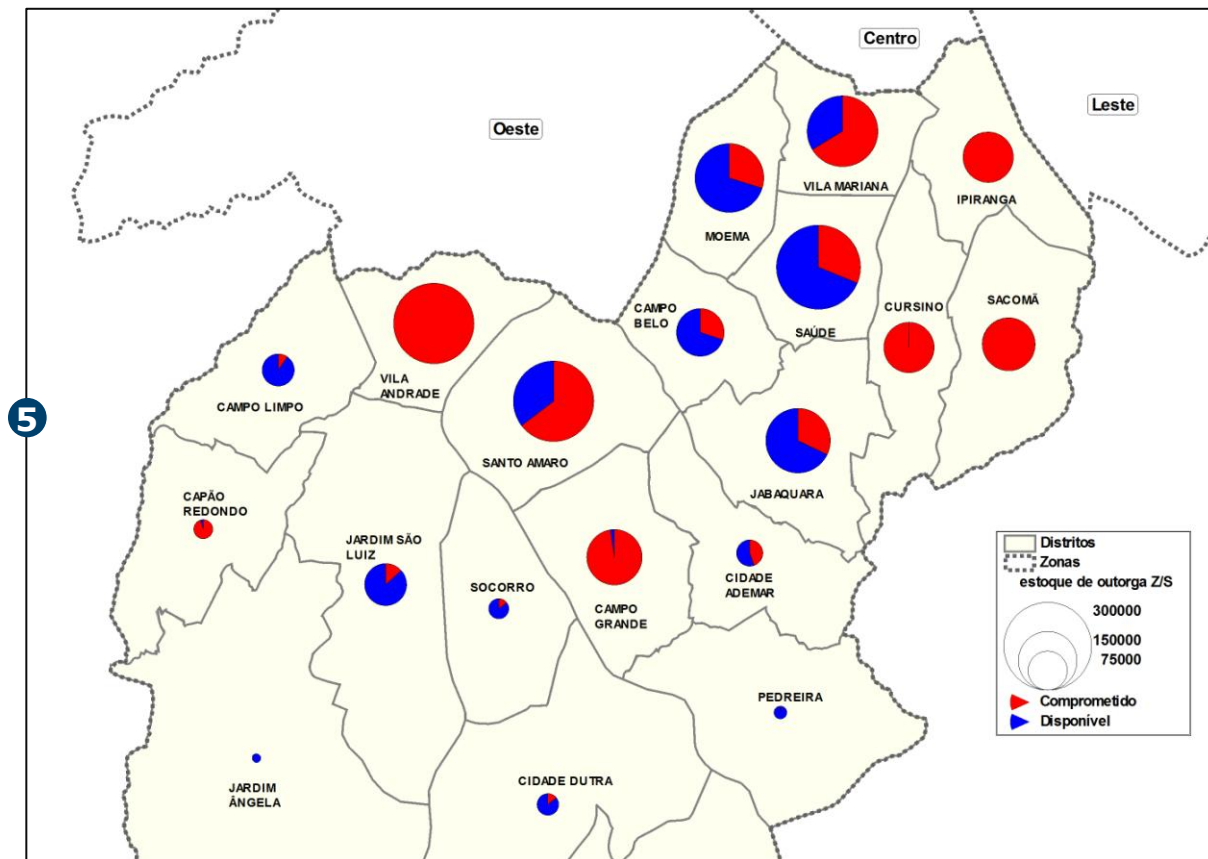 Centro
Oeste
Leste
VILA MARIANA
IPIRANGA
MOEMA
CAMPO
BELO
SAÚDE
CURSINO
SACOMÃ
VILA
ANDRADE
CAMPO LIMPO
5
SANTO AMARO
JABAQUARA
CAPÃO
REDONDO
JARDIM SÃO
LUIZ
SOCORRO
CAMPO
GRANDE
CIDADE
ADEMAR
PEDREIRA
JARDIM
ÂNGELA
CIDADE DUTRA
Distritos
Zonas
estoque de outorga Z/S
300000
150000
75000
Comprometido
Disponível